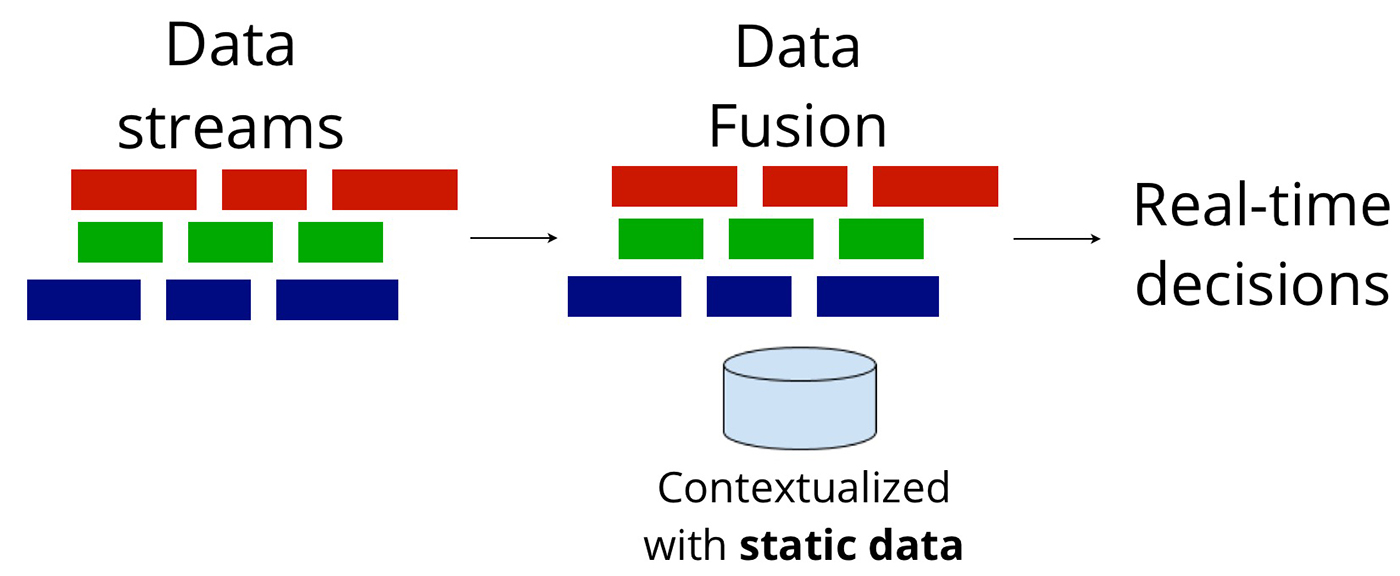 Data
streams
Data
Fusion
Real-time
decisions
Contextualized
with static data